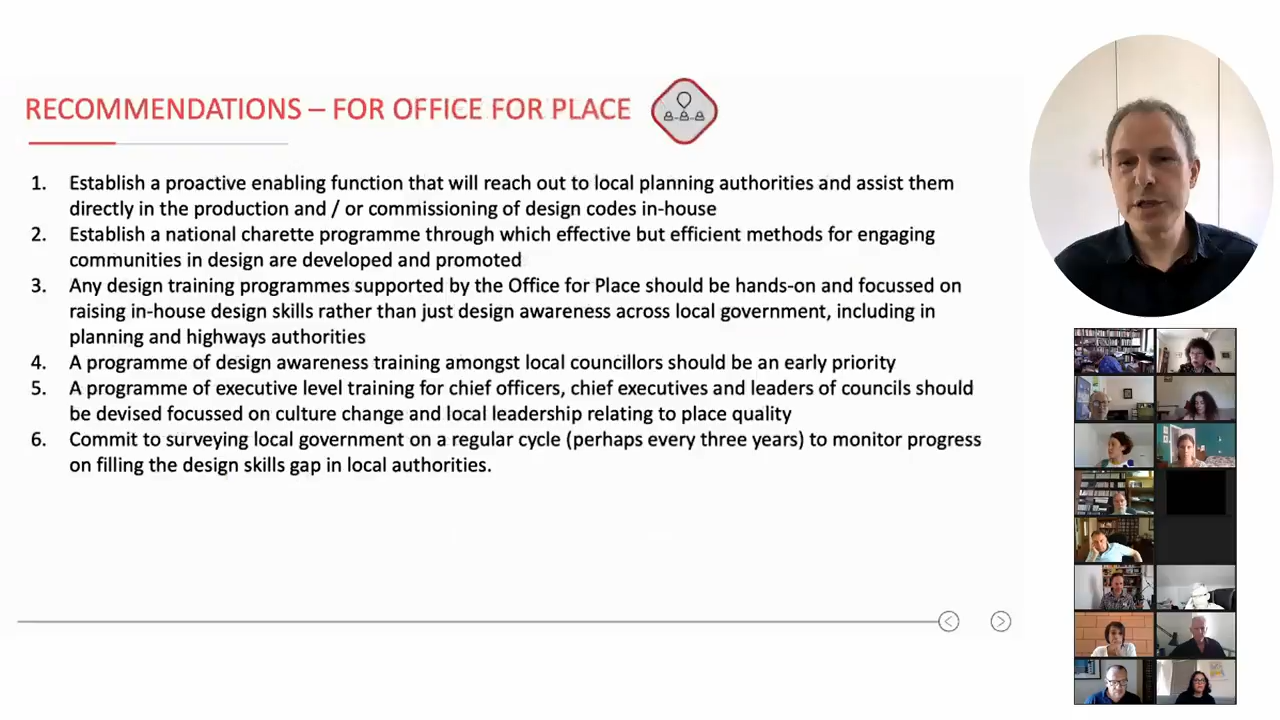 RECOMMENDATIONS – FOR OFFICE FOR PLACE
1. Establish a proactive enabling function that will reach out to local planning authorities and assist them
directly in the production and / or commissioning of design codes in-house
2. Establish a national charette programme through which effective but efficient methods for engaging
communities in design are developed and promoted
3. Any design training programmes supported by the Office for Place should be hands-on and focussed on
raising in-house design skills rather than just design awareness across local government, including in
planning and highways authorities
4. A programme of design awareness training amongst local councillors should be an early priority
5. A programme of executive level training for chief officers, chief executives and leaders of councils should
be devised focussed on culture change and local leadership relating to place quality
6. Commit to surveying local government on a regular cycle (perhaps every three years) to monitor progress
on filling the design skills gap in local authorities.